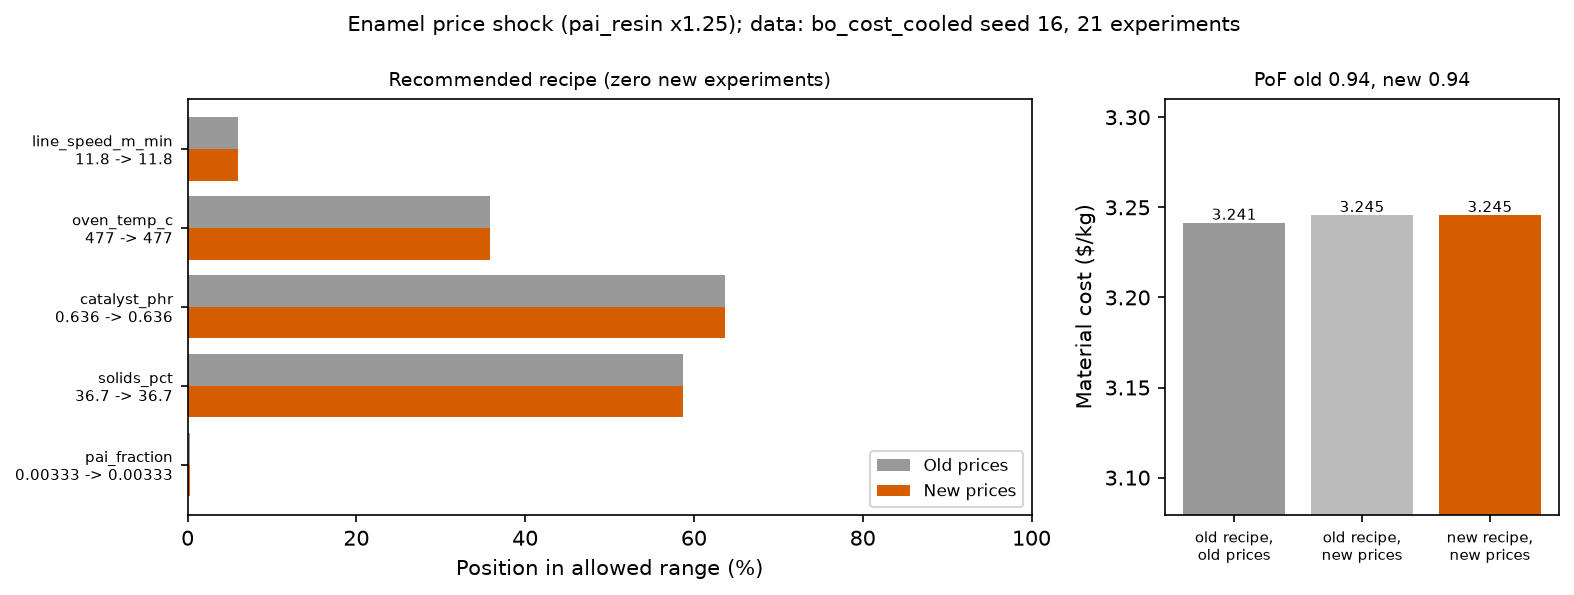 Enamel price shock (pai_resin x1.25); data: bo_cost_cooled seed 16, 21 experiments
Recommended recipe (zero new experiments)
line_speed_m_min
11.8 -> 11.8
oven_temp_c
477 -> 477
catalyst_phr
0.636 -> 0.636
solids_pct
36.7 -> 36.7
pai_fraction
0.00333 -> 0.00333
Old prices
New prices
0 20 40 60 80 100
Position in allowed range (%)
PoF old 0.94, new 0.94
Material cost ($/kg)
3.30
3.25
3.20
3.15
3.10
3.241 3.245 3.245
old recipe,
old prices
old recipe,
new prices
new recipe,
new prices